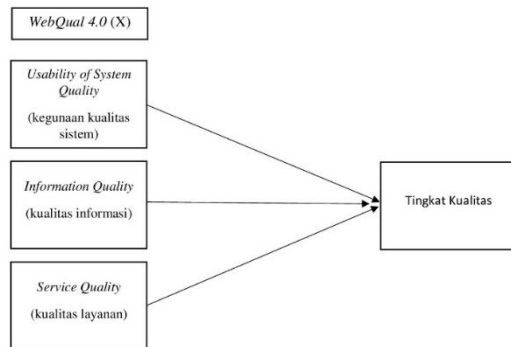 WebQual 4.0 (X)
Usability of System
Quality
(kegunaan kualitas
sistem)
Information Quality
(kualitas informasi)
Service Quality
(kualitas layanan)
Tingkat Kualitas